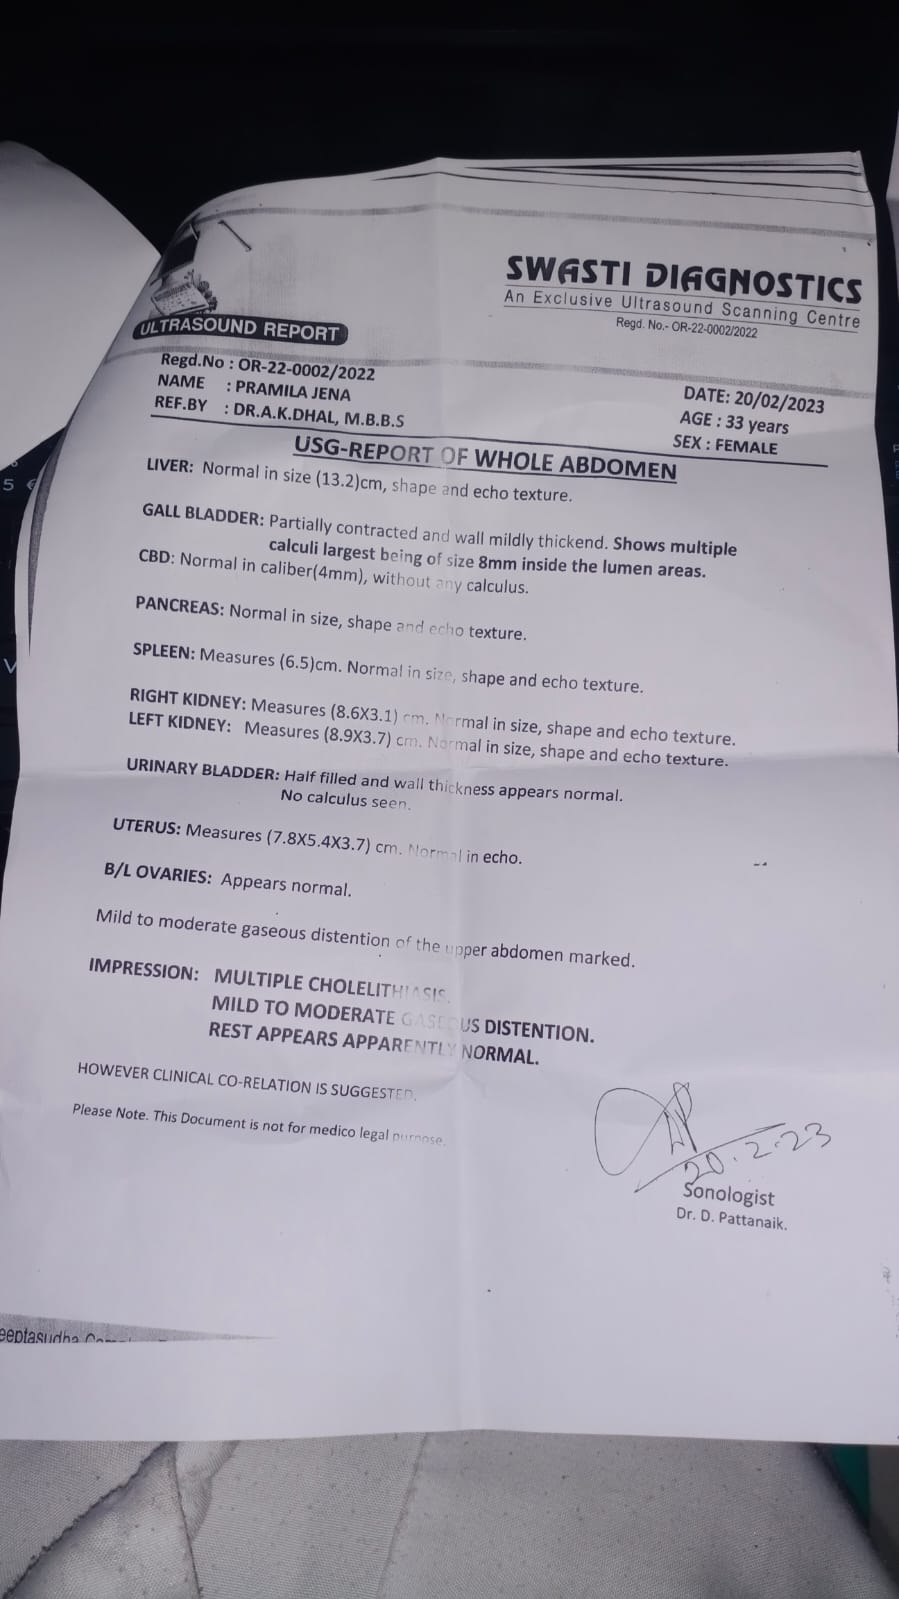 SWASTI DIAGNOSTICS
An Exclusive Ultrasound Scanning Centre
Regd. No.- OR-22-0002/2022
ULTRASOUND REPORT
Regd.No : OR-22-0002/2022
NAME : PRAMILA JENA
REF.BY : DR.A.K.DHAL, M.B.B.S
DATE: 20/02/2023
AGE : 33 years
SEX : FEMALE
USG-REPORT OF WHOLE ABDOMEN
LIVER: Normal in size (13.2)cm, shape and echo texture.
GALL BLADDER: Partially contracted and wall mildly thickend. Shows multiple
calculi largest being of size 8mm inside the lumen areas.
CBD: Normal in caliber(4mm), without any calculus.
PANCREAS: Normal in size, shape and echo texture.
SPLEEN: Measures (6.5)cm. Normal in size, shape and echo texture.
RIGHT KIDNEY: Measures (8.6X3.1) cm. Normal in size, shape and echo texture.
LEFT KIDNEY: Measures (8.9X3.7) cm. Normal in size, shape and echo texture.
URINARY BLADDER: Half filled and wall thickness appears normal.
No calculus seen.
UTERUS: Measures (7.8X5.4X3.7) cm. Normal in echo.
B/L OVARIES: Appears normal.
Mild to moderate gaseous distention of the upper abdomen marked.
IMPRESSION: MULTIPLE CHOLELITHIASIS.
MILD TO MODERATE GASEOUS DISTENTION.
REST APPEARS APPARENTLY NORMAL.
HOWEVER CLINICAL CO-RELATION IS SUGGESTED.
Please Note. This Document is not for medico legal purpose.
20.2.23
Sonologist
Dr. D. Pattanaik.